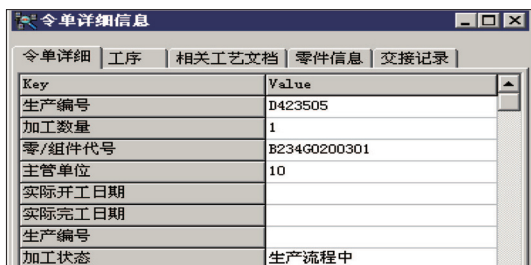 令单详细信息
令单详细 工序 相关工艺文档 零件信息 交接记录
Key Value
生产编号 D423505
加工数量 1
零/组件代号 B234G0200301
主管单位 10
实际开工日期
实际完工日期
生产编号
加工状态 生产流程中